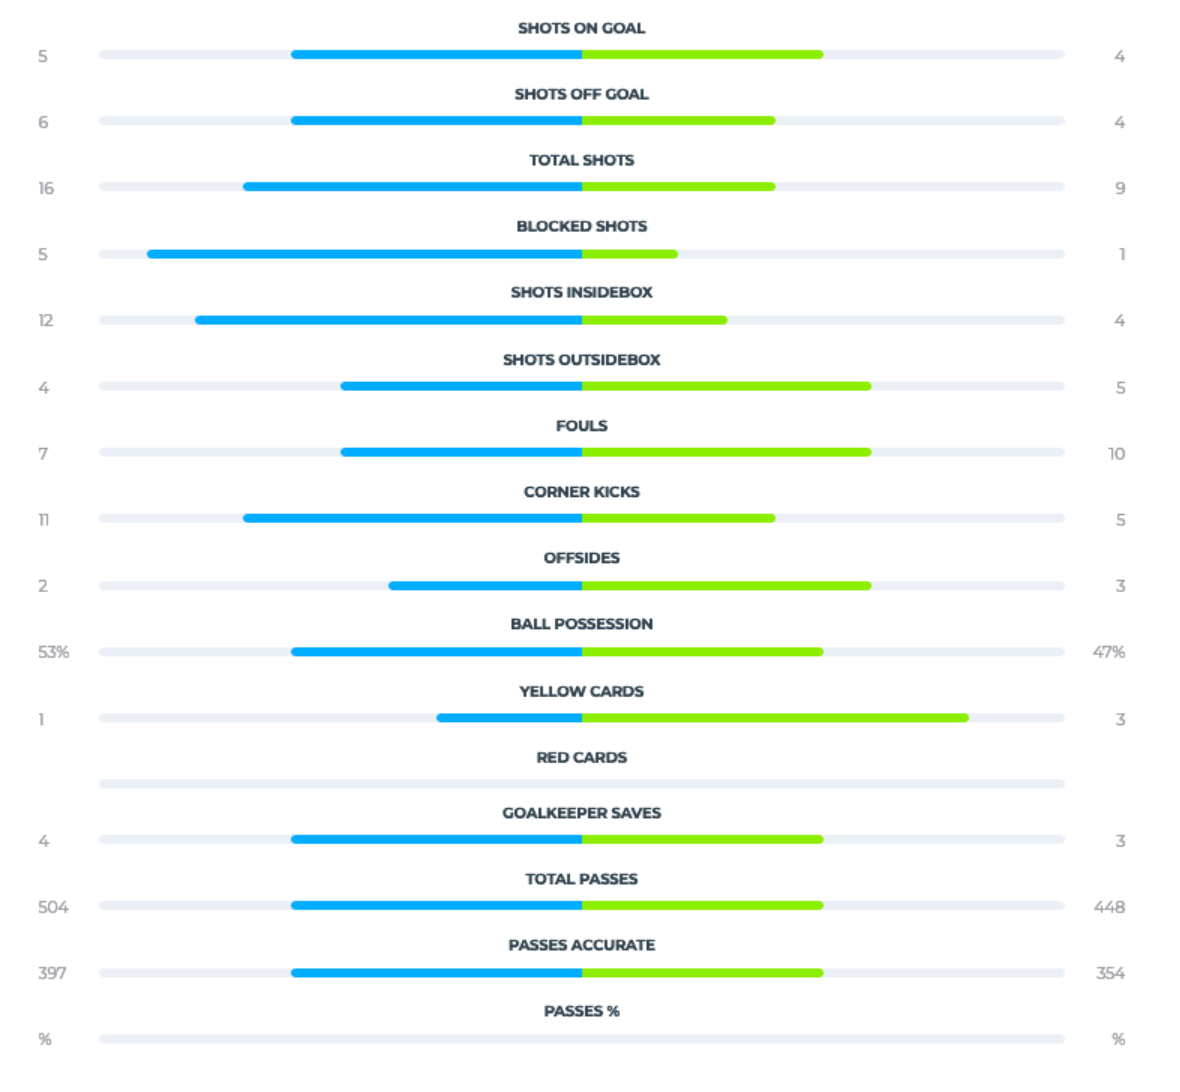 SHOTS ON GOAL
5 4
SHOTS OFF GOAL
6 4
TOTAL SHOTS
16 9
BLOCKED SHOTS
5 1
SHOTS INSIDEBOX
12 4
SHOTS OUTSIDEBOX
4 5
FOULS
7 10
CORNER KICKS
11 5
OFFSIDES
2 3
BALL POSSESSION
53% 47%
YELLOW CARDS
1 3
RED CARDS
GOALKEEPER SAVES
4 3
TOTAL PASSES
504 448
PASSES ACCURATE
397 354
PASSES %
% %